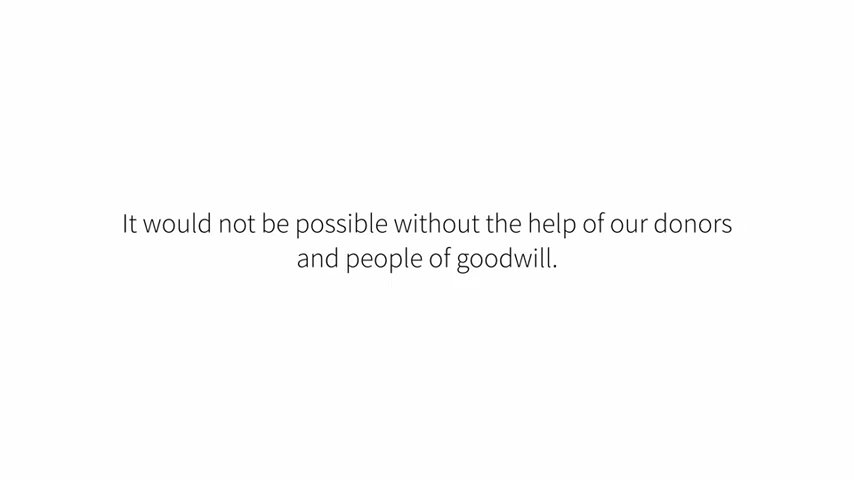 It would not be possible without the help of our donors
and people of goodwill.